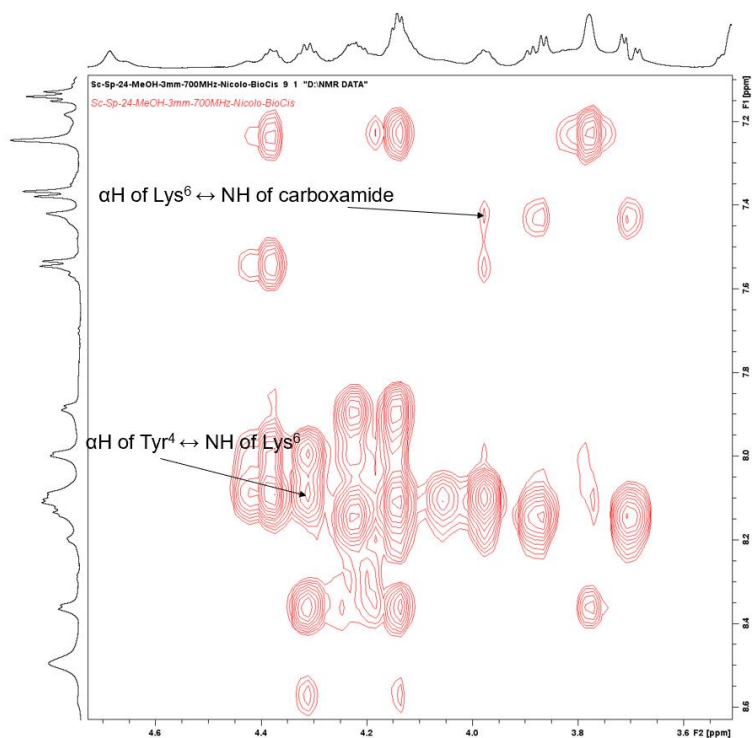 Sc-Sp-24-MeOH-3mm-700MHz-Nicolo-BioCis 9 1 "D:\NMR DATA"
Sc-Sp-24-MeOH-3mm-700MHz-Nicolo-BioCis
F1 [ppm]
7.2
αH of Lys⁶ ↔ NH of carboxamide
7.4
7.6
7.8
αH of Tyr⁴ ↔ NH of Lys⁶
8.0
8.2
8.4
8.6
4.6 4.4 4.2 4.0 3.8 3.6 F2 [ppm]